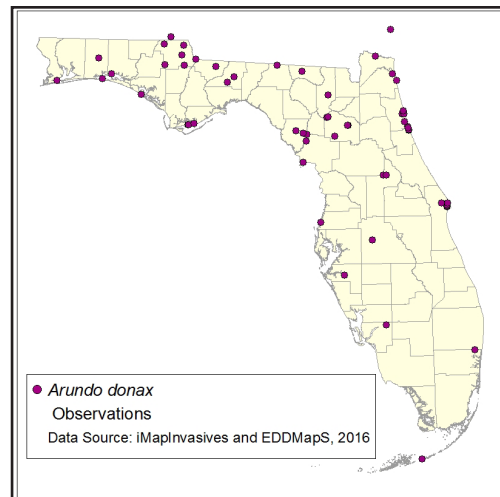 Arundo donax
Observations
Data Source: iMapInvasives and EDDMapS, 2016